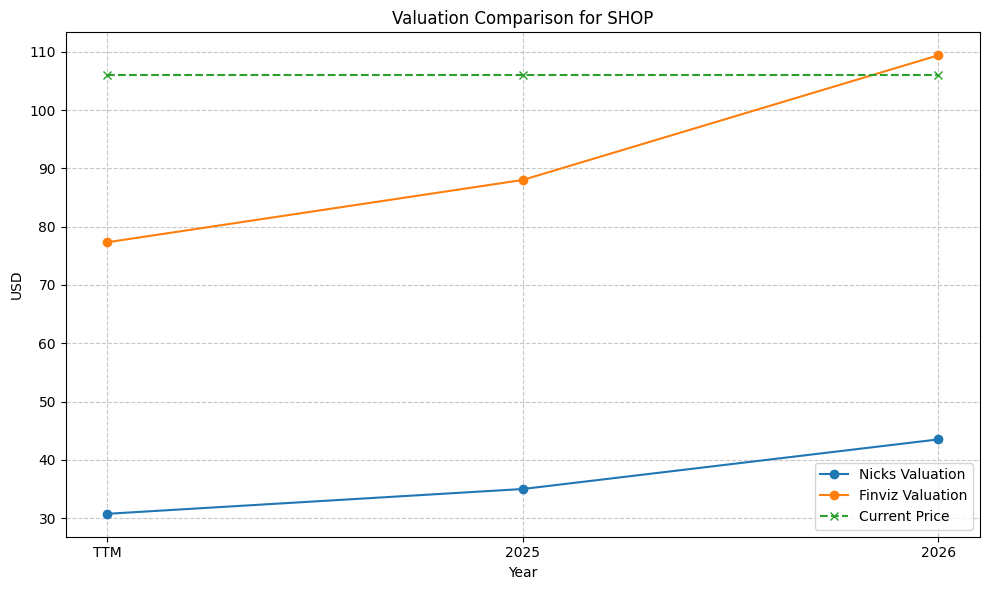 Valuation Comparison for SHOP
110
100
90
80
70
60
50
40
30
USD
TTM
2025
2026
Year
Nicks Valuation
Finviz Valuation
Current Price